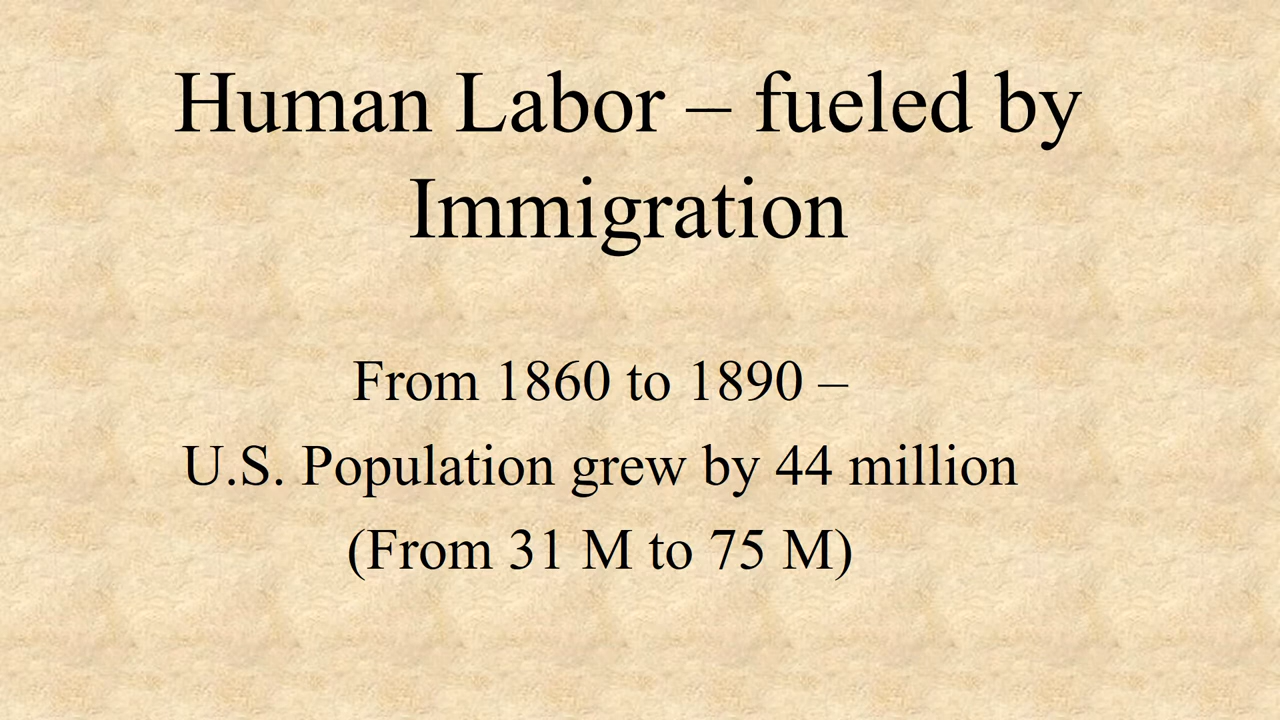 Human Labor – fueled by
Immigration
From 1860 to 1890 –
U.S. Population grew by 44 million
(From 31 M to 75 M)